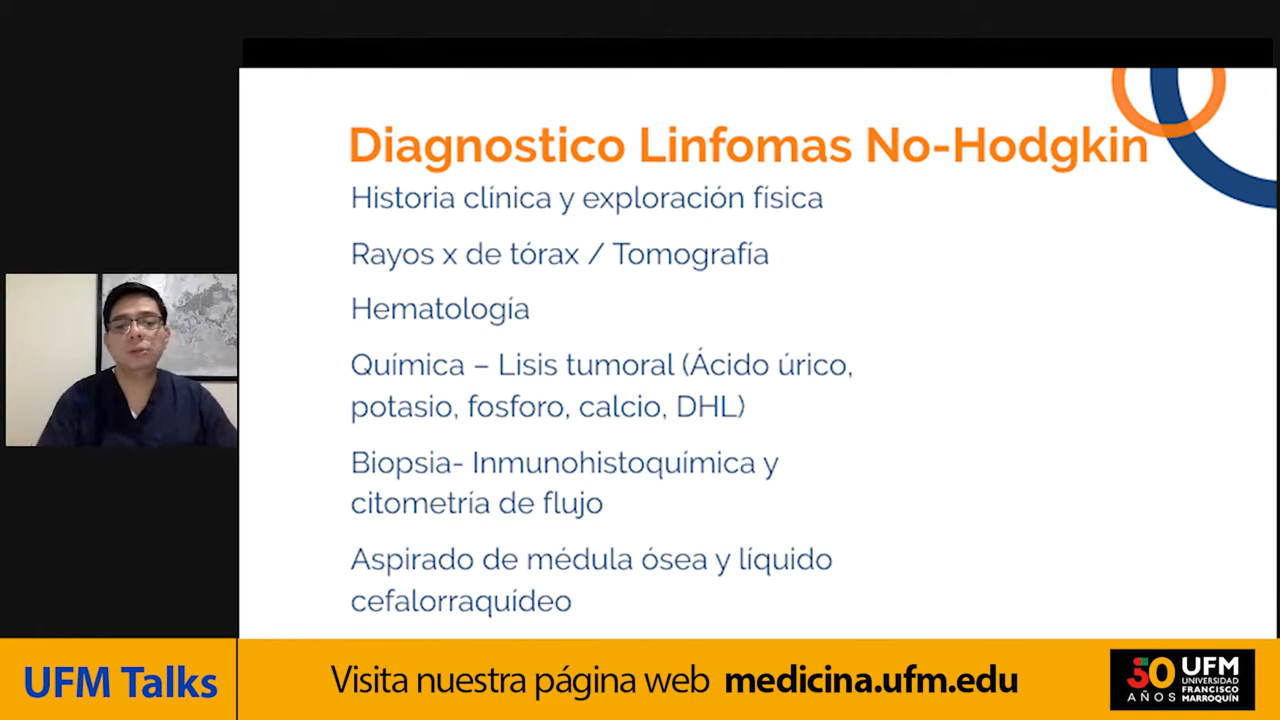 Diagnostico Linfomas No-Hodgkin
Historia clínica y exploración física
Rayos x de tórax / Tomografía
Hematología
Química – Lisis tumoral (Ácido úrico,
potasio, fosforo, calcio, DHL)
Biopsia- Inmunohistoquímica y
citometría de flujo
Aspirado de médula ósea y líquido
cefalorraquídeo
UFM Talks
Visita nuestra página web medicina.ufm.edu
50
AÑOS
UFM
UNIVERSIDAD
FRANCISCO
MARROQUÍN